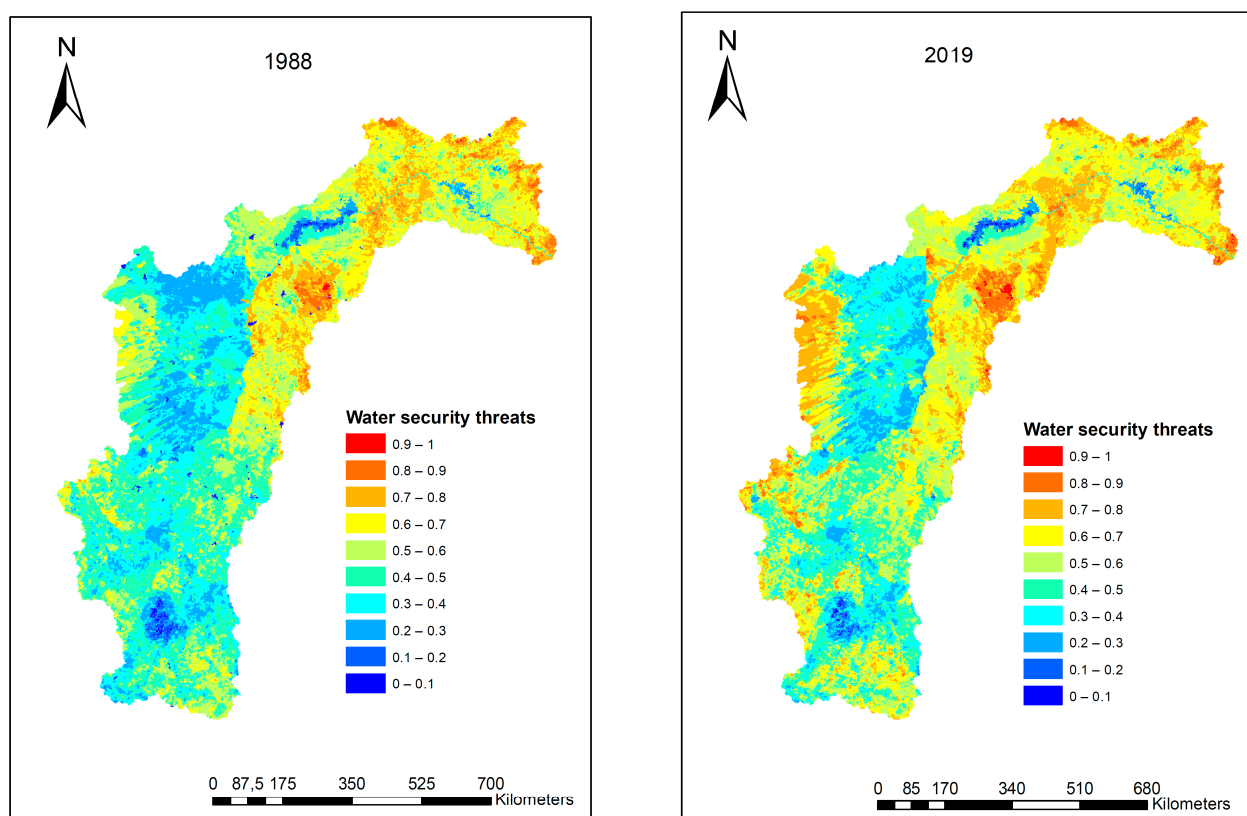 N
1988
Water security threats
0.9 – 1
0.8 – 0.9
0.7 – 0.8
0.6 – 0.7
0.5 – 0.6
0.4 – 0.5
0.3 – 0.4
0.2 – 0.3
0.1 – 0.2
0 – 0.1
0 87,5 175 350 525 700
Kilometers
N
2019
Water security threats
0.9 – 1
0.8 – 0.9
0.7 – 0.8
0.6 – 0.7
0.5 – 0.6
0.4 – 0.5
0.3 – 0.4
0.2 – 0.3
0.1 – 0.2
0 – 0.1
0 85 170 340 510 680
Kilometers